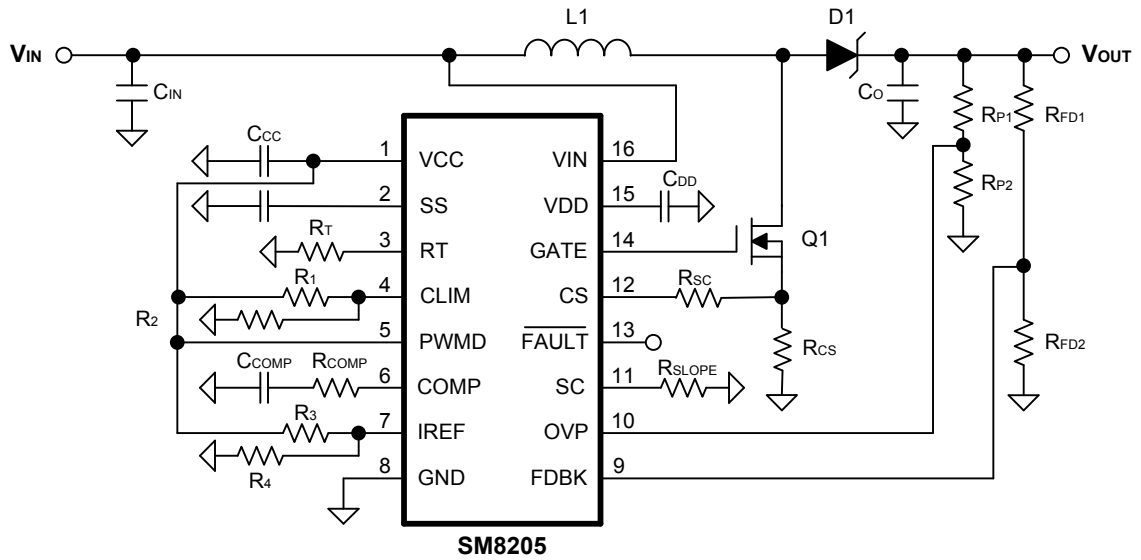 L1
D1
VIN
VOUT
CIN
CO
RP1
RFD1
CCC
1
VCC
VIN
16
CDD
RP2
2
SS
VDD
15
RT
3
RT
GATE
14
Q1
R1
4
CLIM
CS
12
RSC
R2
5
PWMD
FAULT
13
RCS
RFD2
CCOMP
RCOMP
6
COMP
SC
11
RSLOPE
R3
7
IREF
OVP
10
R4
8
GND
FDBK
9
SM8205